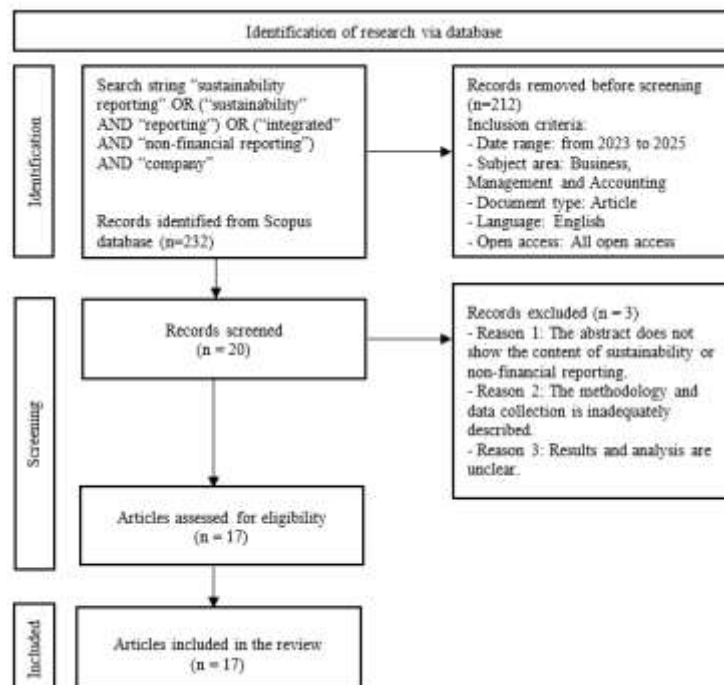 Identification of research via database
Identification
Search string “sustainability
reporting” OR (“sustainability”
AND “reporting”) OR (“integrated”
AND “non-financial reporting”)
AND “company”
Records identified from Scopus
database (n=232)
Records removed before screening
(n=212)
Inclusion criteria:
- Date range: from 2023 to 2025
- Subject area: Business,
Management and Accounting
- Document type: Article
- Language: English
- Open access: All open access
Screening
Records screened
(n = 20)
Records excluded (n = 3)
- Reason 1: The abstract does not
show the content of sustainability or
non-financial reporting.
- Reason 2: The methodology and
data collection is inadequately
described.
- Reason 3: Results and analysis are
unclear.
Articles assessed for eligibility
(n = 17)
Included
Articles included in the review
(n = 17)